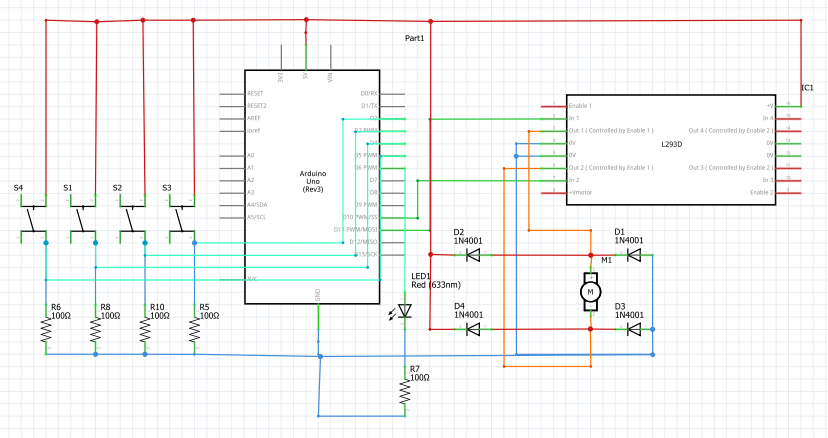 Part1
3V3
5V
VIN
IC1
RESET
RESET2
AREF
ioref
A0
A1
A2
A3
A4/SDA
A5/SCL
N/C
GND
Arduino
Uno
(Rev3)
D0/RX
D1/TX
D2
D3 PWM
D4
D5 PWM
D6 PWM
D7
D8
D9 PWM
D10 PWM/SS
D11 PWM/MOSI
D12/MISO
D13/SCK
Enable 1
In 1
Out 1 ( Controlled by Enable 1 )
0V
0V
Out 2 ( Controlled by Enable 1 )
In 2
+Vmotor
L293D
+V
In 4
Out 4 ( Controlled by Enable 2 )
0V
0V
Out 3 ( Controlled by Enable 2 )
In 3
Enable 2
S4
S1
S2
S3
D2
1N4001
D1
1N4001
M1
M
LED1
Red (633nm)
D4
1N4001
D3
1N4001
R6
100Ω
R8
100Ω
R10
100Ω
R5
100Ω
R7
100Ω